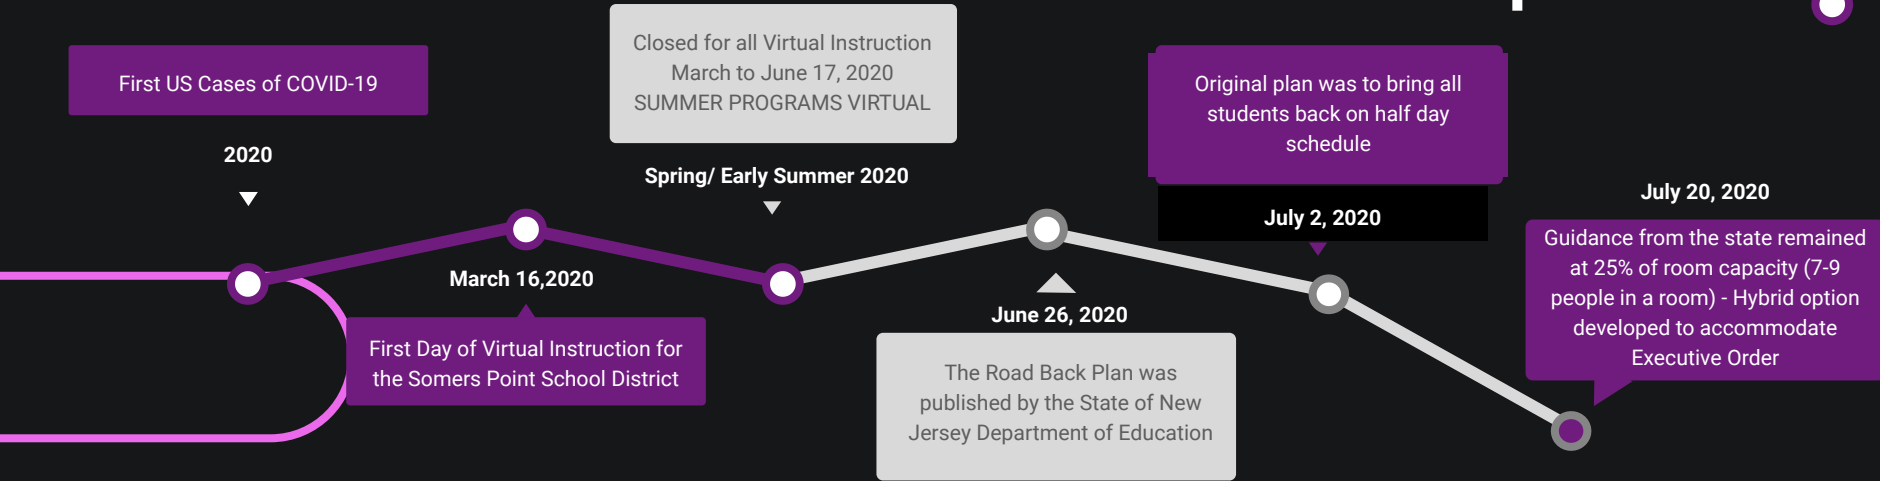 First US Cases of COVID-19
2020
March 16,2020
First Day of Virtual Instruction for
the Somers Point School District
Closed for all Virtual Instruction
March to June 17, 2020
SUMMER PROGRAMS VIRTUAL
Spring/ Early Summer 2020
June 26, 2020
The Road Back Plan was
published by the State of New
Jersey Department of Education
Original plan was to bring all
students back on half day
schedule
July 2, 2020
July 20, 2020
Guidance from the state remained
at 25% of room capacity (7-9
people in a room) - Hybrid option
developed to accommodate
Executive Order